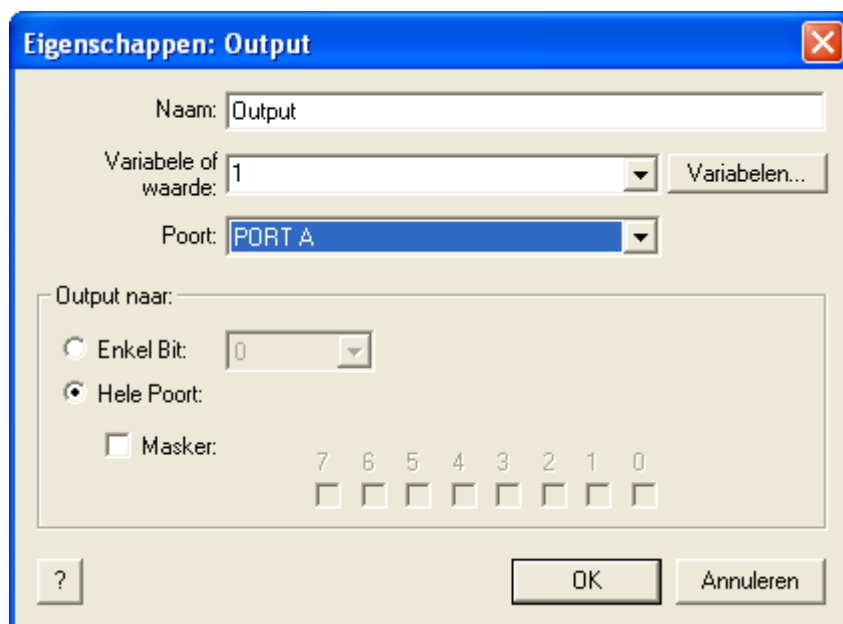 Eigenschappen: Output
Naam: Output
Variabele of
waarde: 1 Variabelen...
Poort: PORT A
Output naar:
Enkel Bit: 0
Hele Poort:
Masker:
7 6 5 4 3 2 1 0
? OK Annuleren